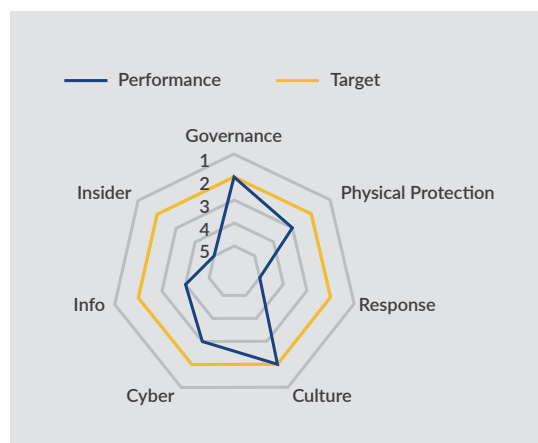 Performance
Target
Governance
1
2
3
4
5
Insider
Physical Protection
Info
Response
Cyber
Culture